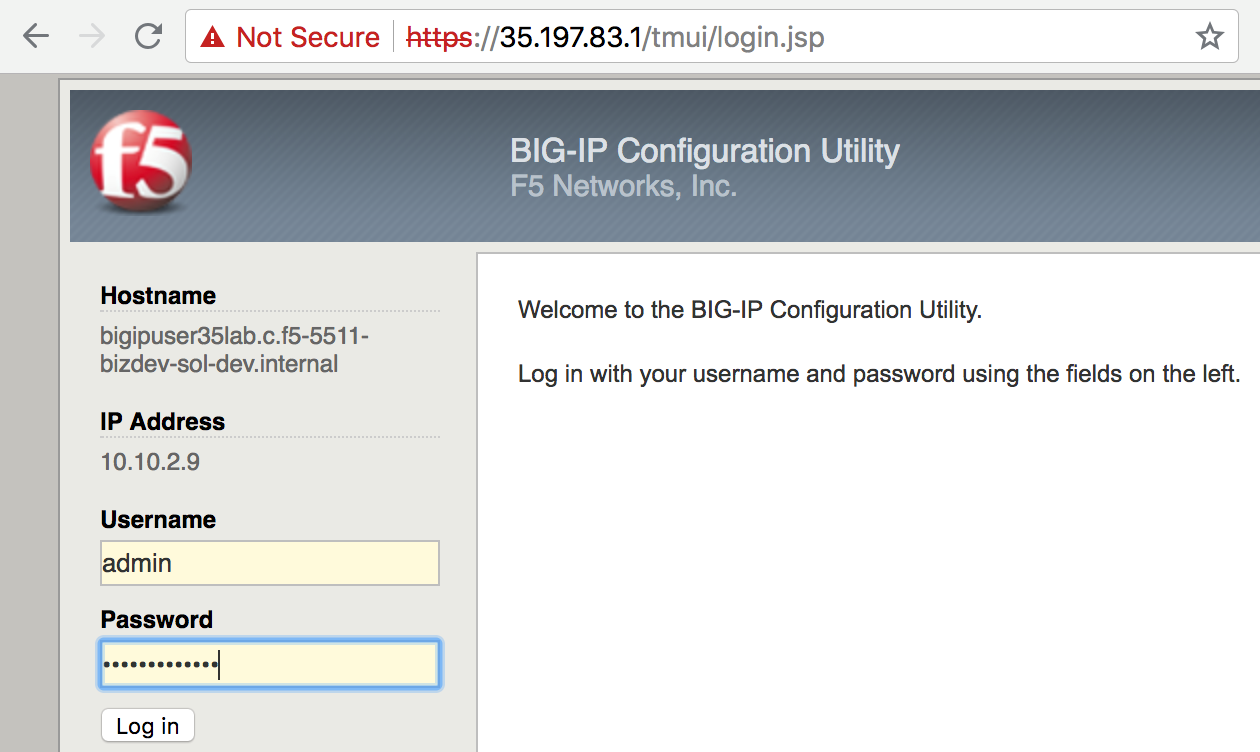 Not Secure https://35.197.83.1/tmui/login.jsp
f5
BIG-IP Configuration Utility
F5 Networks, Inc.
Hostname
bigipuser35lab.c.f5-5511-
bizdev-sol-dev.internal
IP Address
10.10.2.9
Username
admin
Password
•••••••••••••
Log in
Welcome to the BIG-IP Configuration Utility.
Log in with your username and password using the fields on the left.